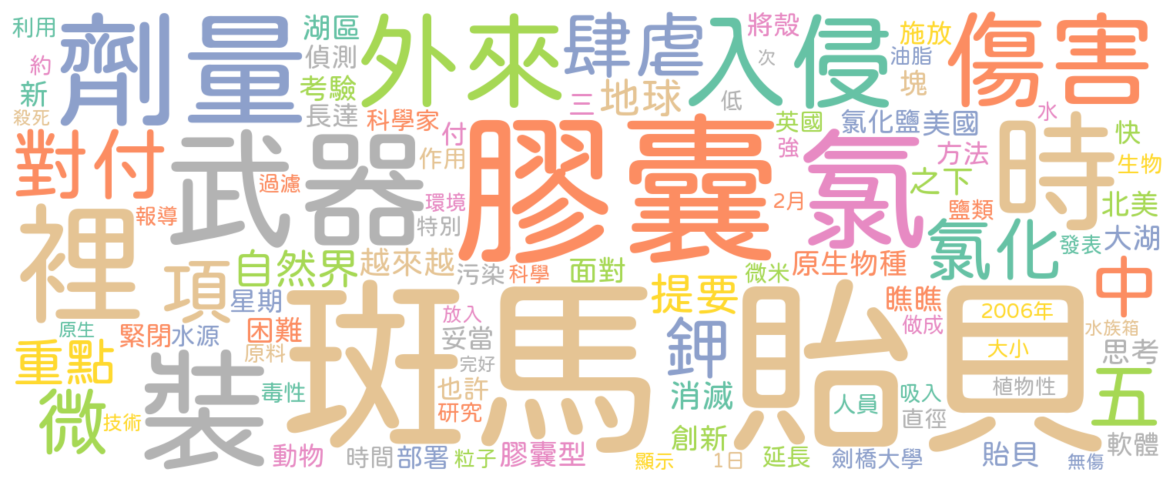 利用
劑量
湖區
外來
肆虐
入侵
將殼
施放
傷害
約
偵測
次
油脂
塊
新
考驗
三
地球
低
殺死
長達
科學家
付
英國
氯化鹽
美國
水
快
對付
武器
作用
膠囊
強
氯
方法
時
生物
過濾
之下
報導
環境
2月
鹽類
北美
裡
特別
氯化
發表
大湖
項
自然界
越來越
污染
科學
面對
微米
原生物種
中
星期
提要
瞧瞧
2006年
原生
緊閉
水源
困難
斑馬
放入
妥當
鉀
貽貝
做成
水族箱
重點
原料
完好
大小
思考
微
裝
毒性
也許
消滅
人員
吸入
植物性
五
技術
研究
直徑
創新
軟體
動物
時間
部署
粒子
膠囊型
顯示
1日
延長
劍橋大學
貽貝
無傷